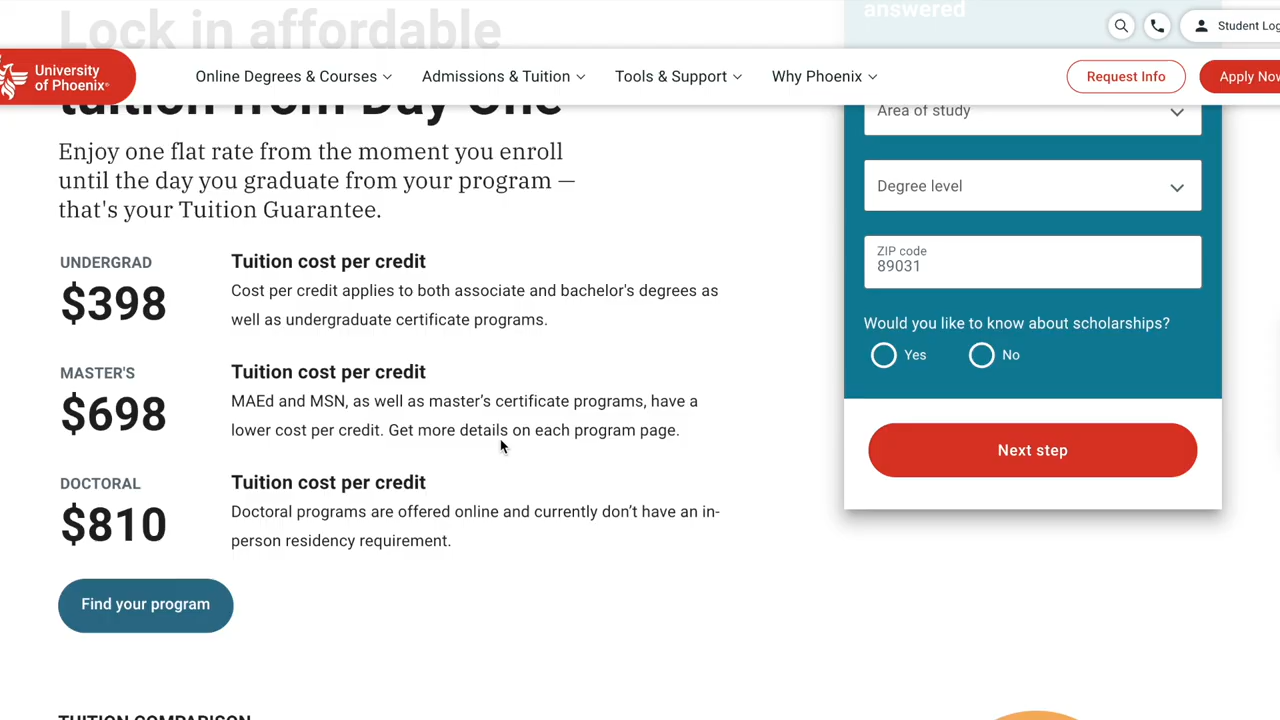 Lock in affordable
answered
Student Log
University
of Phoenix®
Online Degrees & Courses
Admissions & Tuition
Tools & Support
Why Phoenix
Request Info
Apply Now
tuition from Day One
Enjoy one flat rate from the moment you enroll
until the day you graduate from your program —
that's your Tuition Guarantee.
UNDERGRAD
$398
Tuition cost per credit
Cost per credit applies to both associate and bachelor's degrees as
well as undergraduate certificate programs.
MASTER'S
$698
Tuition cost per credit
MAEd and MSN, as well as master’s certificate programs, have a
lower cost per credit. Get more details on each program page.
DOCTORAL
$810
Tuition cost per credit
Doctoral programs are offered online and currently don’t have an in-
person residency requirement.
Find your program
Area of study
Degree level
ZIP code
89031
Would you like to know about scholarships?
Yes
No
Next step
TUITION COMPARISON